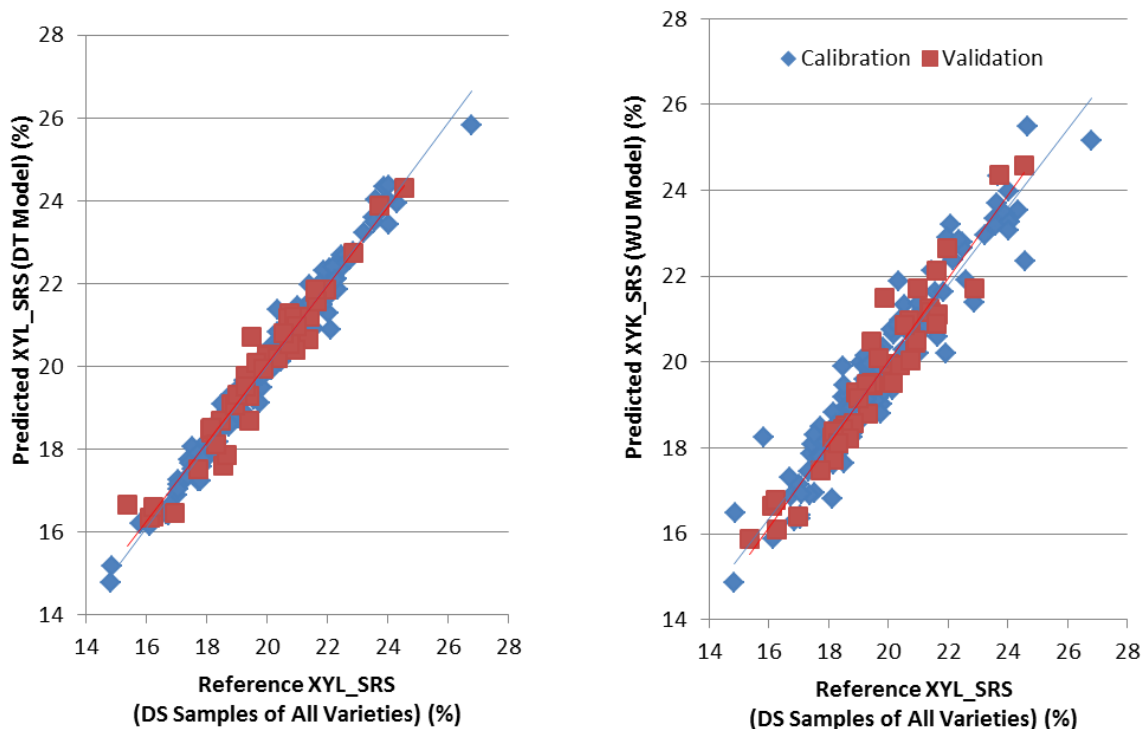 28
26
24
22
20
18
16
14
Predicted XYL_SRS (DT Model) (%)
14 16 18 20 22 24 26 28
Reference XYL_SRS
(DS Samples of All Varieties) (%)
28
26
24
22
20
18
16
14
Predicted XYK_SRS (WU Model) (%)
Calibration Validation
14 16 18 20 22 24 26 28
Reference XYL_SRS
(DS Samples of All Varieties) (%)